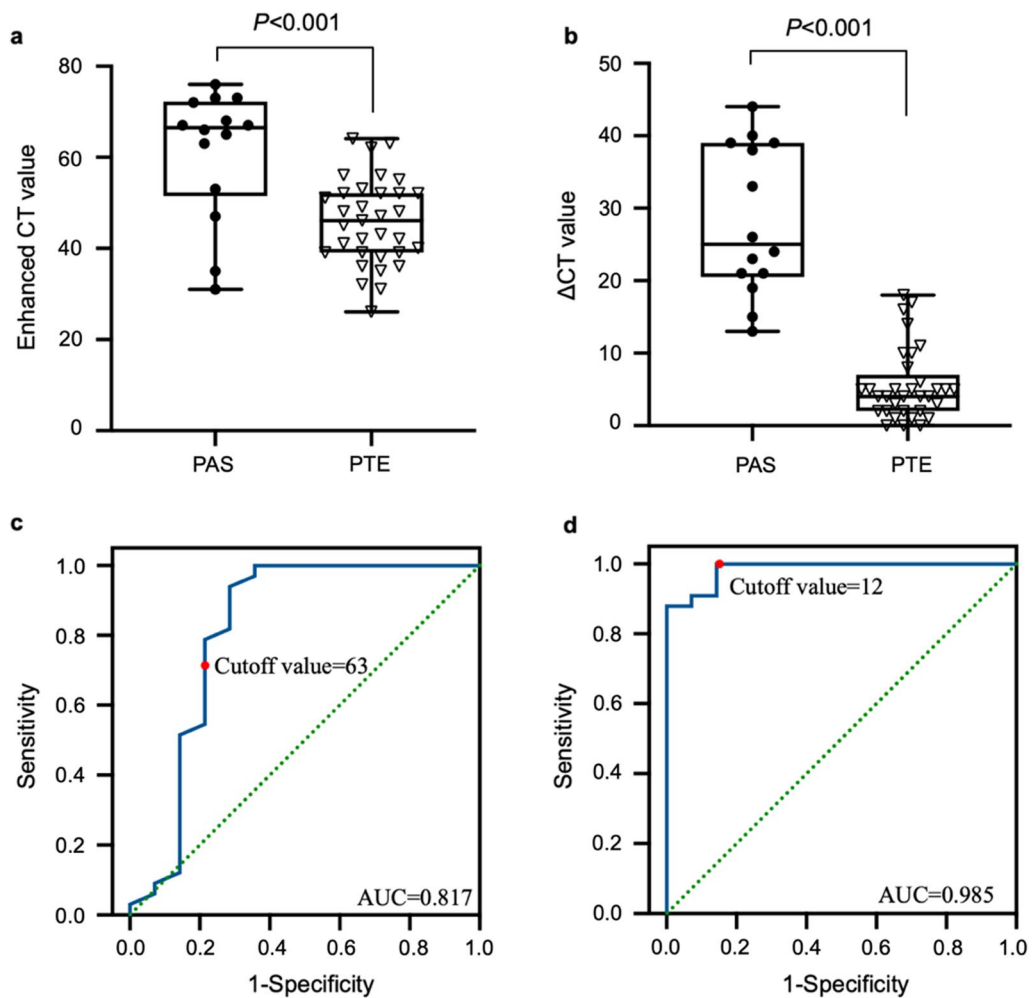 a
P<0.001
Enhanced CT value
80
60
40
20
0
PAS
PTE
b
P<0.001
ΔCT value
50
40
30
20
10
0
PAS
PTE
c
Sensitivity
1.0
0.8
0.6
0.4
0.2
0.0
Cutoff value=63
AUC=0.817
0.0
0.2
0.4
0.6
0.8
1.0
1-Specificity
d
Sensitivity
1.0
0.8
0.6
0.4
0.2
0.0
Cutoff value=12
AUC=0.985
0.0
0.2
0.4
0.6
0.8
1.0
1-Specificity